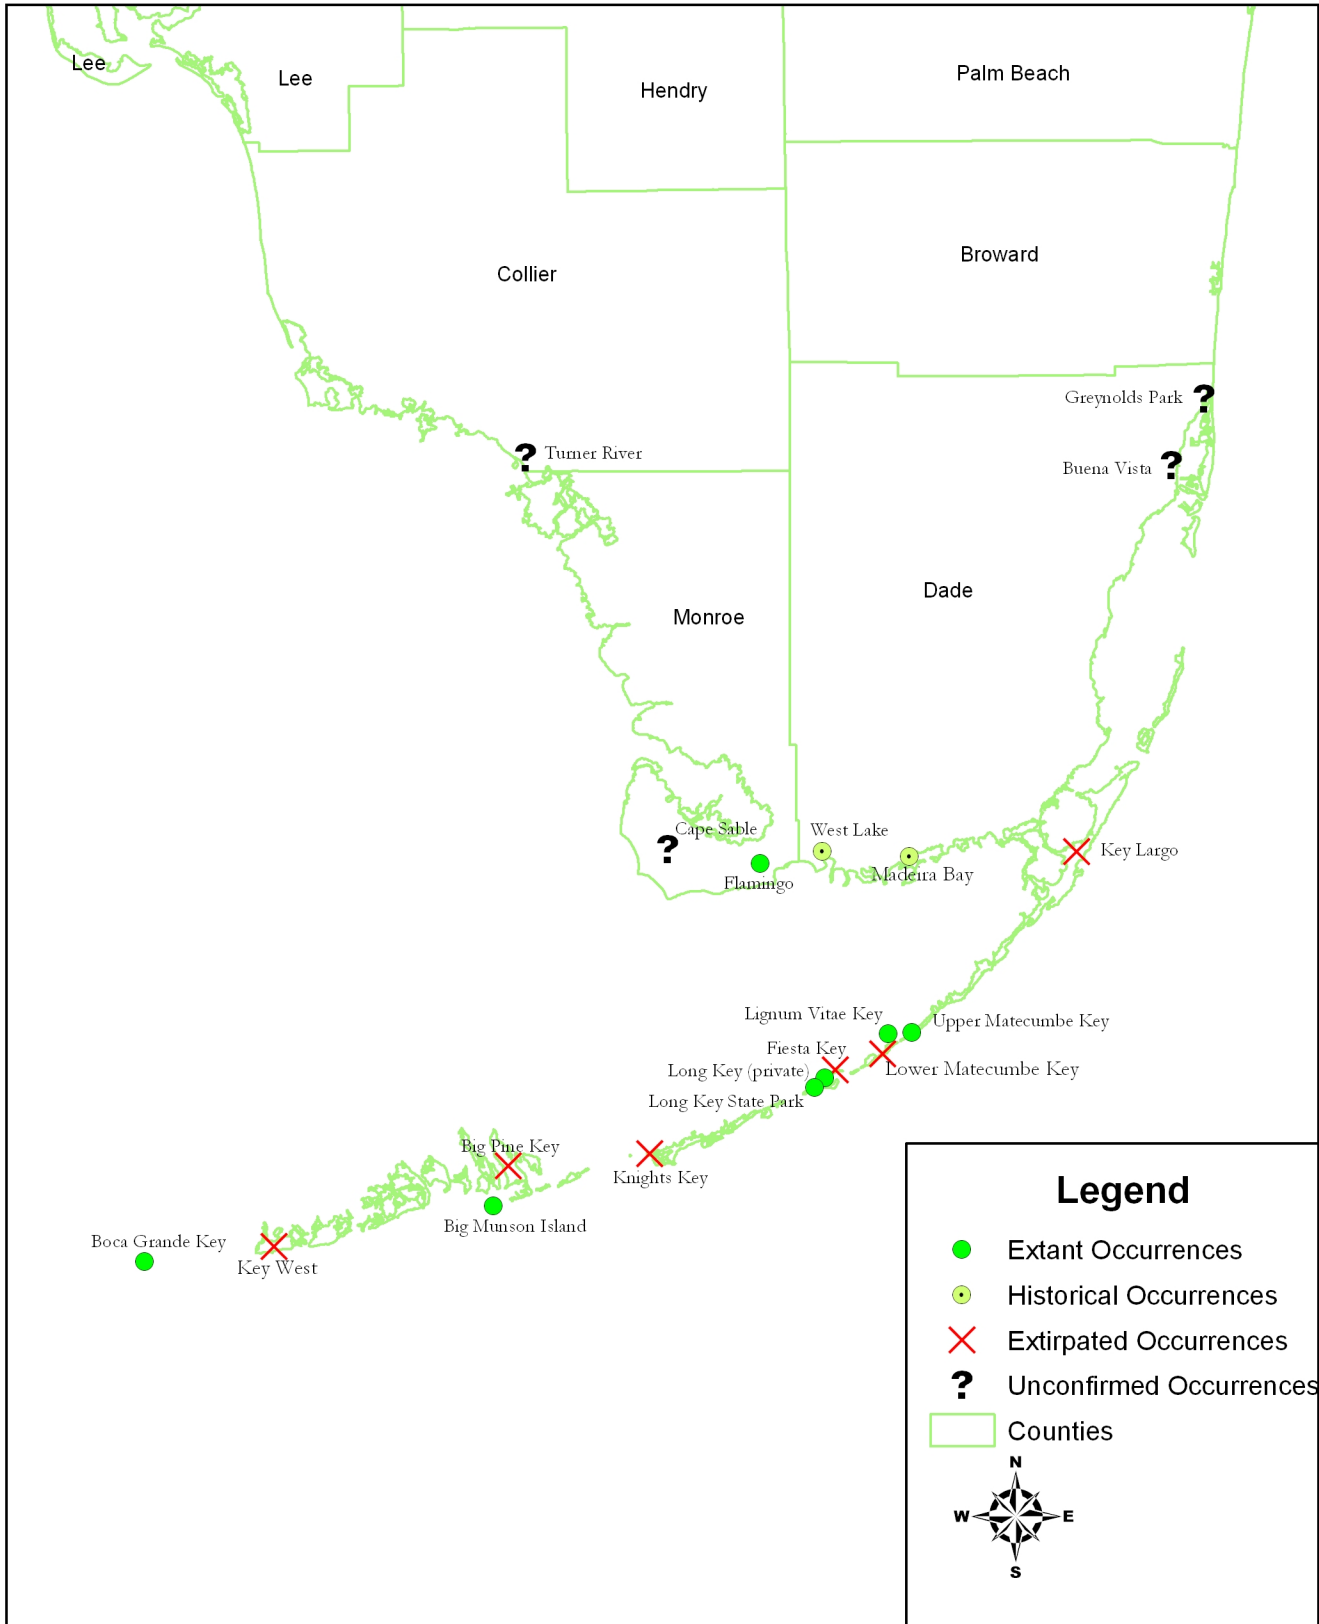 Lee
Lee
Hendry
Palm Beach
Collier
Broward
Greynolds Park
?
? Turner River
Buena Vista
?
Dade
Monroe
Cape Sable
?
West Lake
Key Largo
Flamingo
Madeira Bay
Lignum Vitae Key
Upper Matecumbe Key
Fiesta Key
Long Key (private)
Lower Matecumbe Key
Long Key State Park
Big Pine Key
Knights Key
Big Munson Island
Boca Grande Key
Key West
Legend
Extant Occurrences
Historical Occurrences
Extirpated Occurrences
? Unconfirmed Occurrences
Counties
N
W E
S